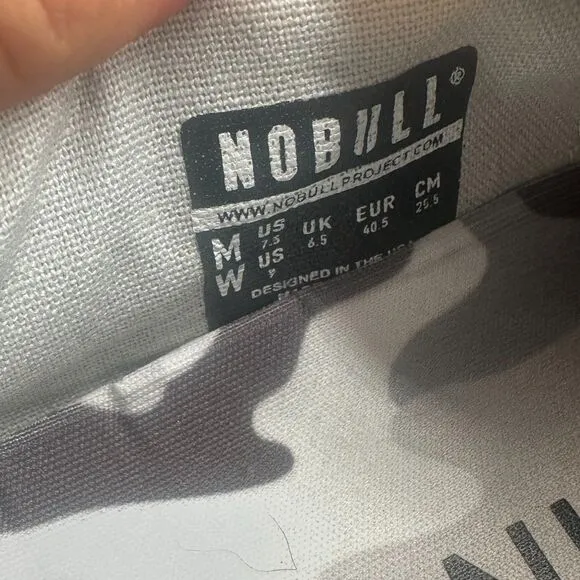 NOBULL®
WWW.NOBULLPROJECT.COM
M US UK EUR CM
7.5 6.5 40.5 25.5
W US
9
DESIGNED IN THE USA